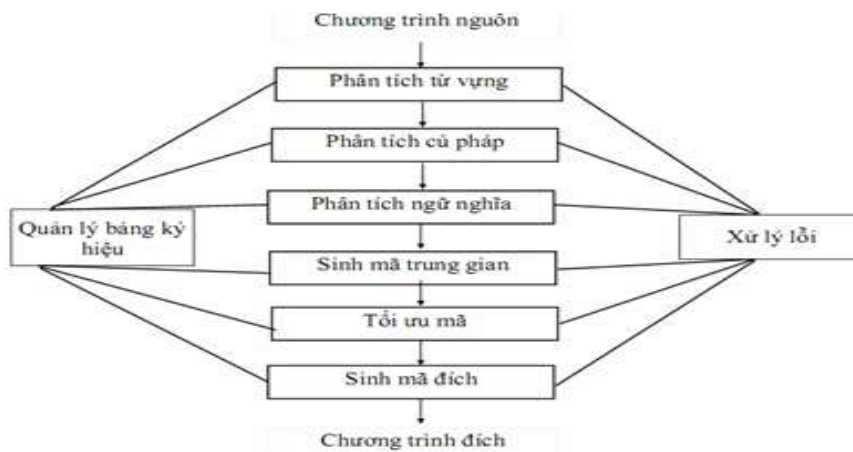 Chương trình nguồn
Phân tích từ vựng
Phân tích cú pháp
Phân tích ngữ nghĩa
Quản lý bảng ký
hiệu
Xử lý lỗi
Sinh mã trung gian
Tối ưu mã
Sinh mã đích
Chương trình đích